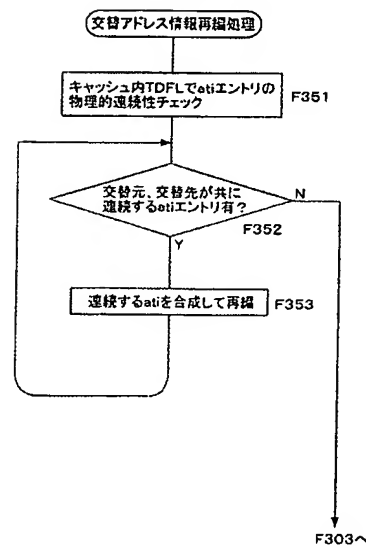 交替アドレス情報再編処理
キャッシュ内TDFLでatiエントリの
物理的連続性チェック
F351
交替元、交替先が共に
連続するatiエントリ有?
N
F352
Y
連続するatiを合成して再編
F353
F303へ